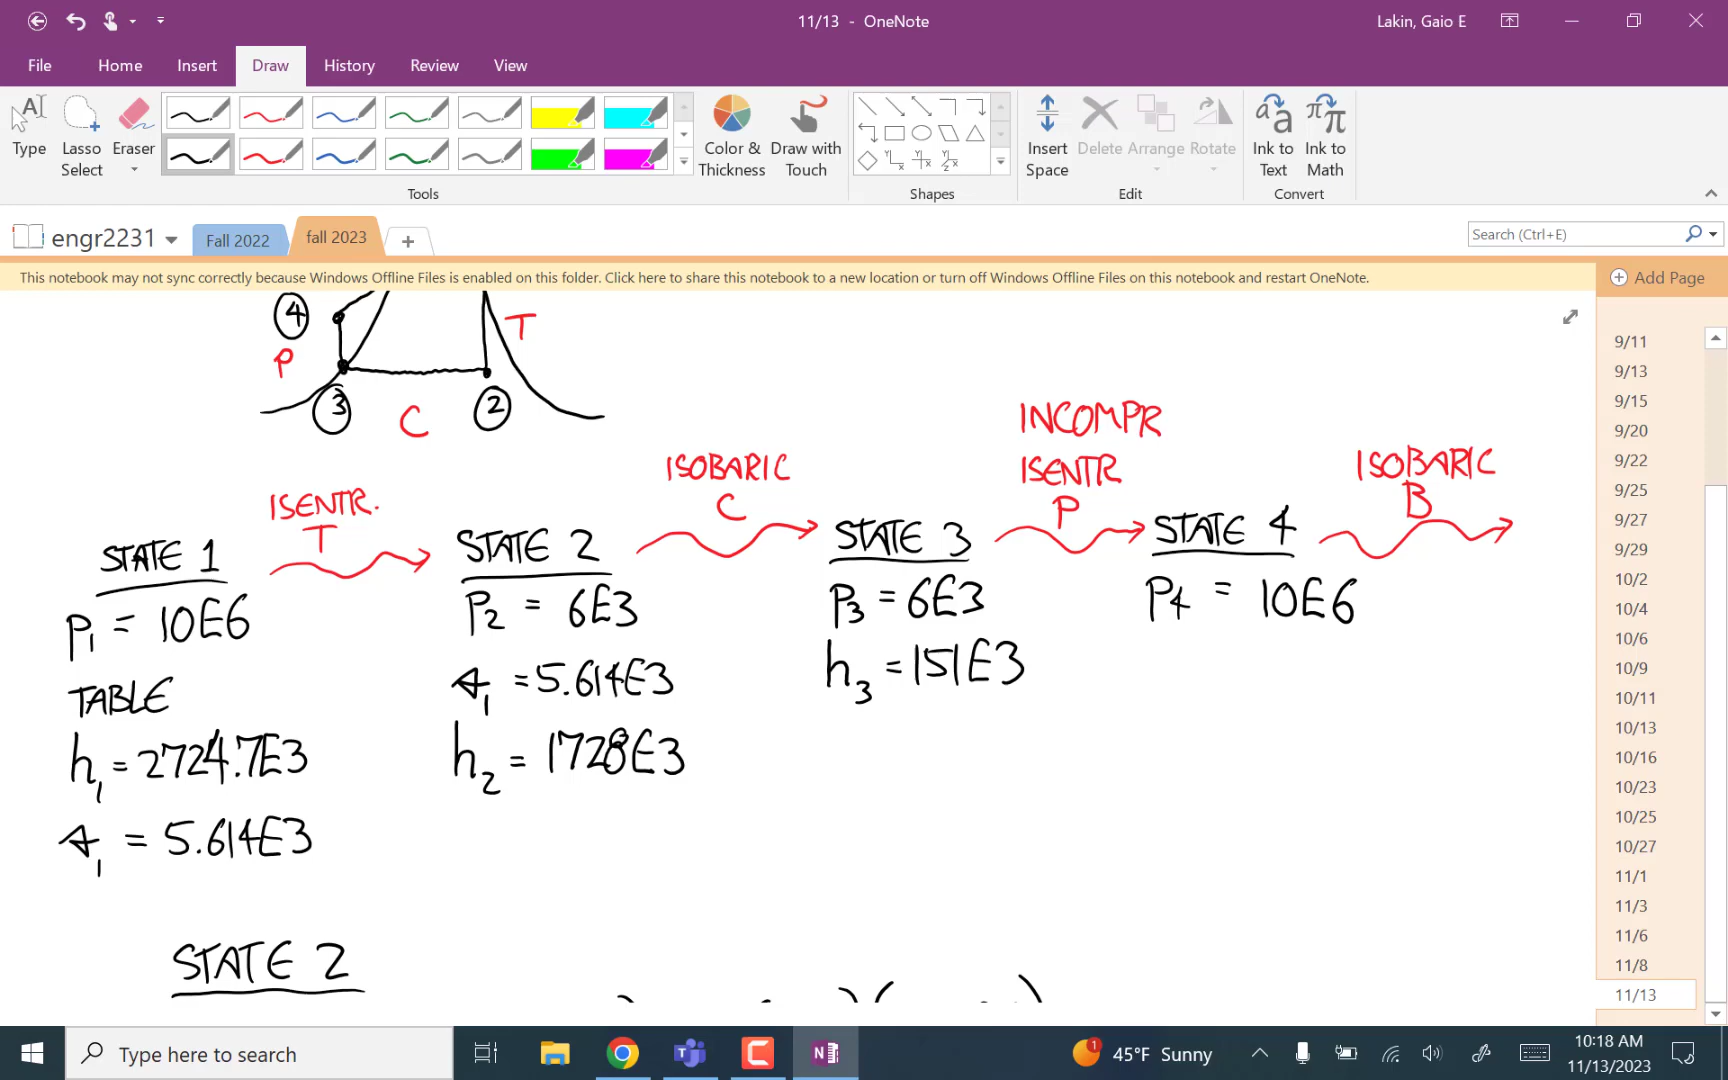 11/13 - OneNote
Lakin, Gaio E
File Home Insert Draw History Review View
Type
Lasso Select
Eraser
Color & Thickness
Draw with Touch
Insert Space
Delete
Arrange
Rotate
Ink to Text
Ink to Math
Tools
Shapes
Edit
Convert
engr2231
Fall 2022
fall 2023
Search (Ctrl+E)
This notebook may not sync correctly because Windows Offline Files is enabled on this folder. Click here to share this notebook to a new location or turn off Windows Offline Files on this notebook and restart OneNote.
Add Page
9/11
9/13
9/15
9/20
9/22
9/25
9/27
9/29
10/2
10/4
10/6
10/9
10/11
10/13
10/16
10/23
10/25
10/27
11/1
11/3
11/6
11/8
11/13
4
T
P
3
C
2
ISENTR.
T
ISOBARIC
C
INCOMPR
ISENTR
P
ISOBARIC
B
STATE 1
P1 = 10E6
TABLE
h1 = 2724.7E3
s1 = 5.614E3
STATE 2
P2 = 6E3
s1 = 5.614E3
h2 = 1728E3
STATE 3
P3 = 6E3
h3 = 151E3
STATE 4
P4 = 10E6
STATE 2
Type here to search
45°F Sunny
10:18 AM
11/13/2023